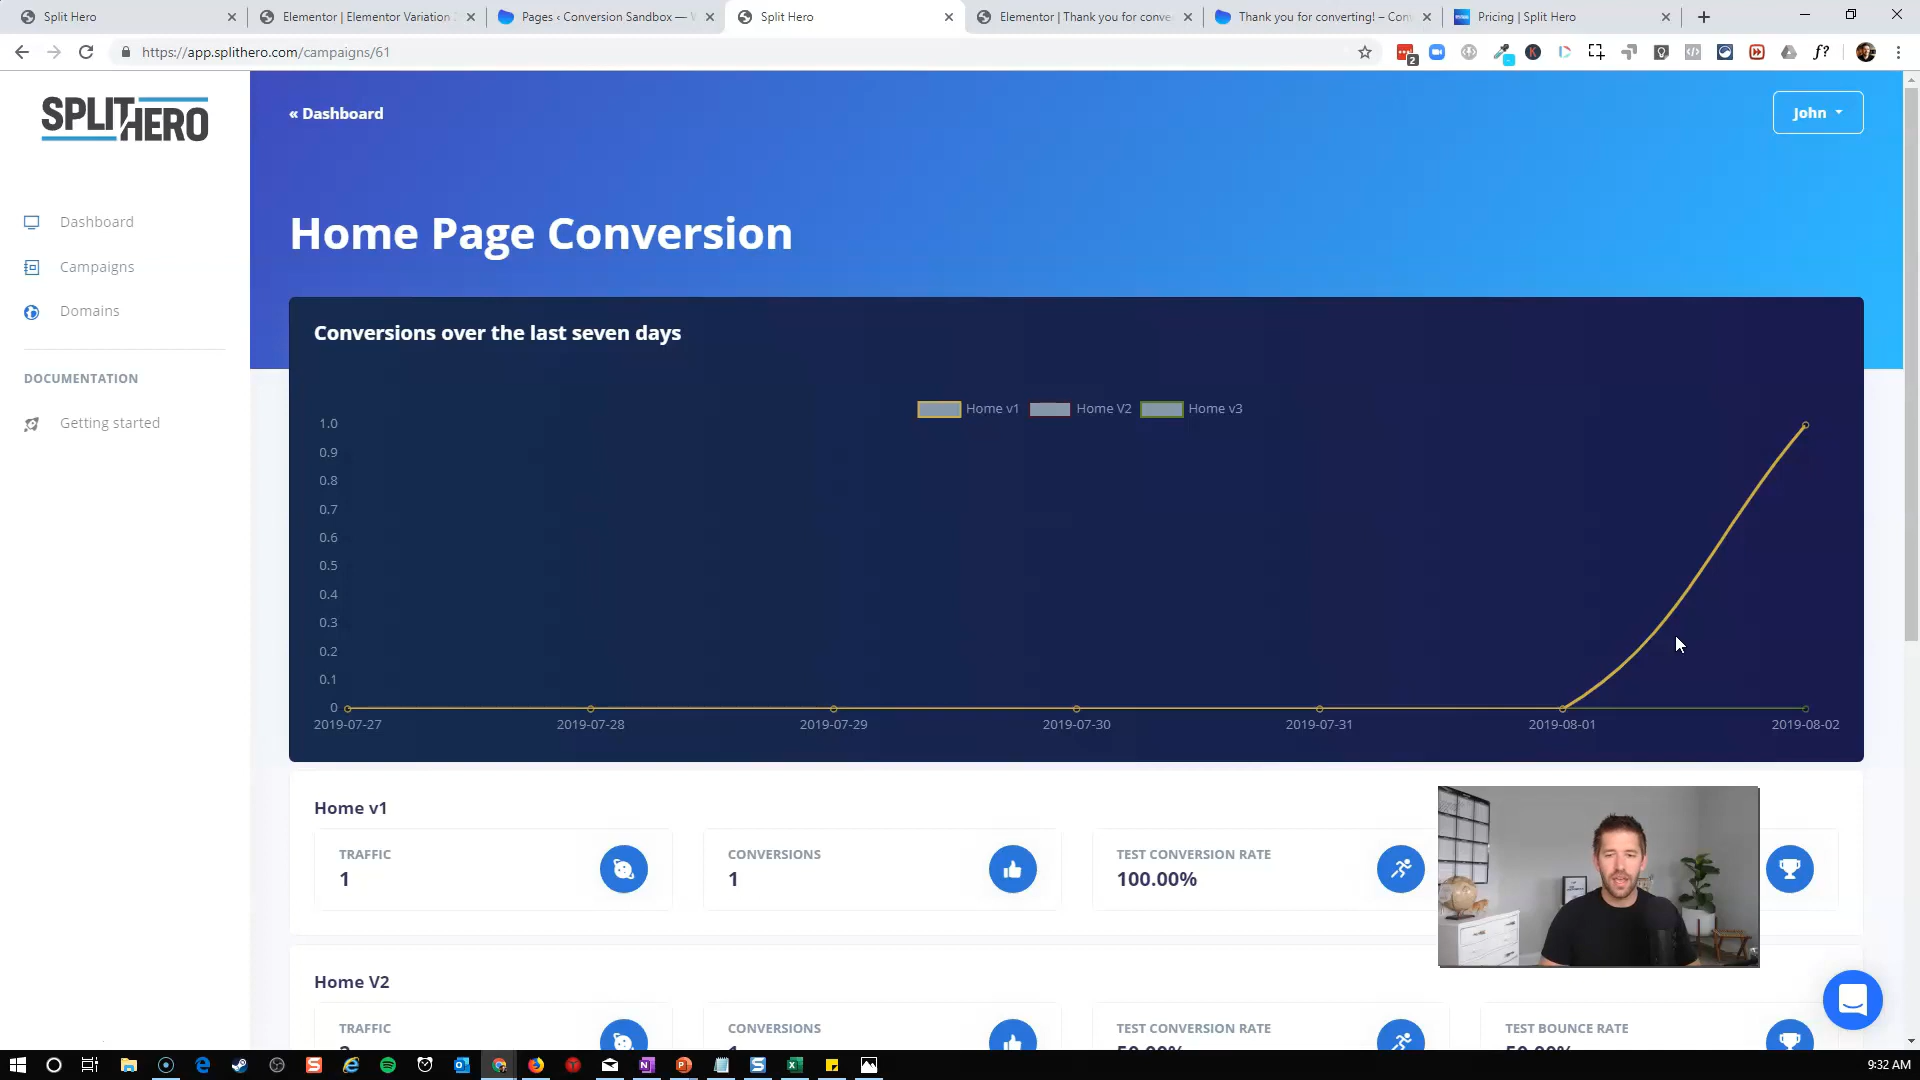 Split Hero
Elementor | Elementor Variation
Pages ‹ Conversion Sandbox — W
Split Hero
Elementor | Thank you for conve
Thank you for converting! – Con
Pricing | Split Hero
https://app.splithero.com/campaigns/61
2
f?
SPLITHERO
« Dashboard
John
Dashboard
Campaigns
Domains
DOCUMENTATION
Getting started
Home Page Conversion
Conversions over the last seven days
Home v1
Home V2
Home v3
1.0
0.9
0.8
0.7
0.6
0.5
0.4
0.3
0.2
0.1
0
2019-07-27
2019-07-28
2019-07-29
2019-07-30
2019-07-31
2019-08-01
2019-08-02
Home v1
TRAFFIC
1
CONVERSIONS
1
TEST CONVERSION RATE
100.00%
Home V2
TRAFFIC
CONVERSIONS
TEST CONVERSION RATE
TEST BOUNCE RATE
9:32 AM